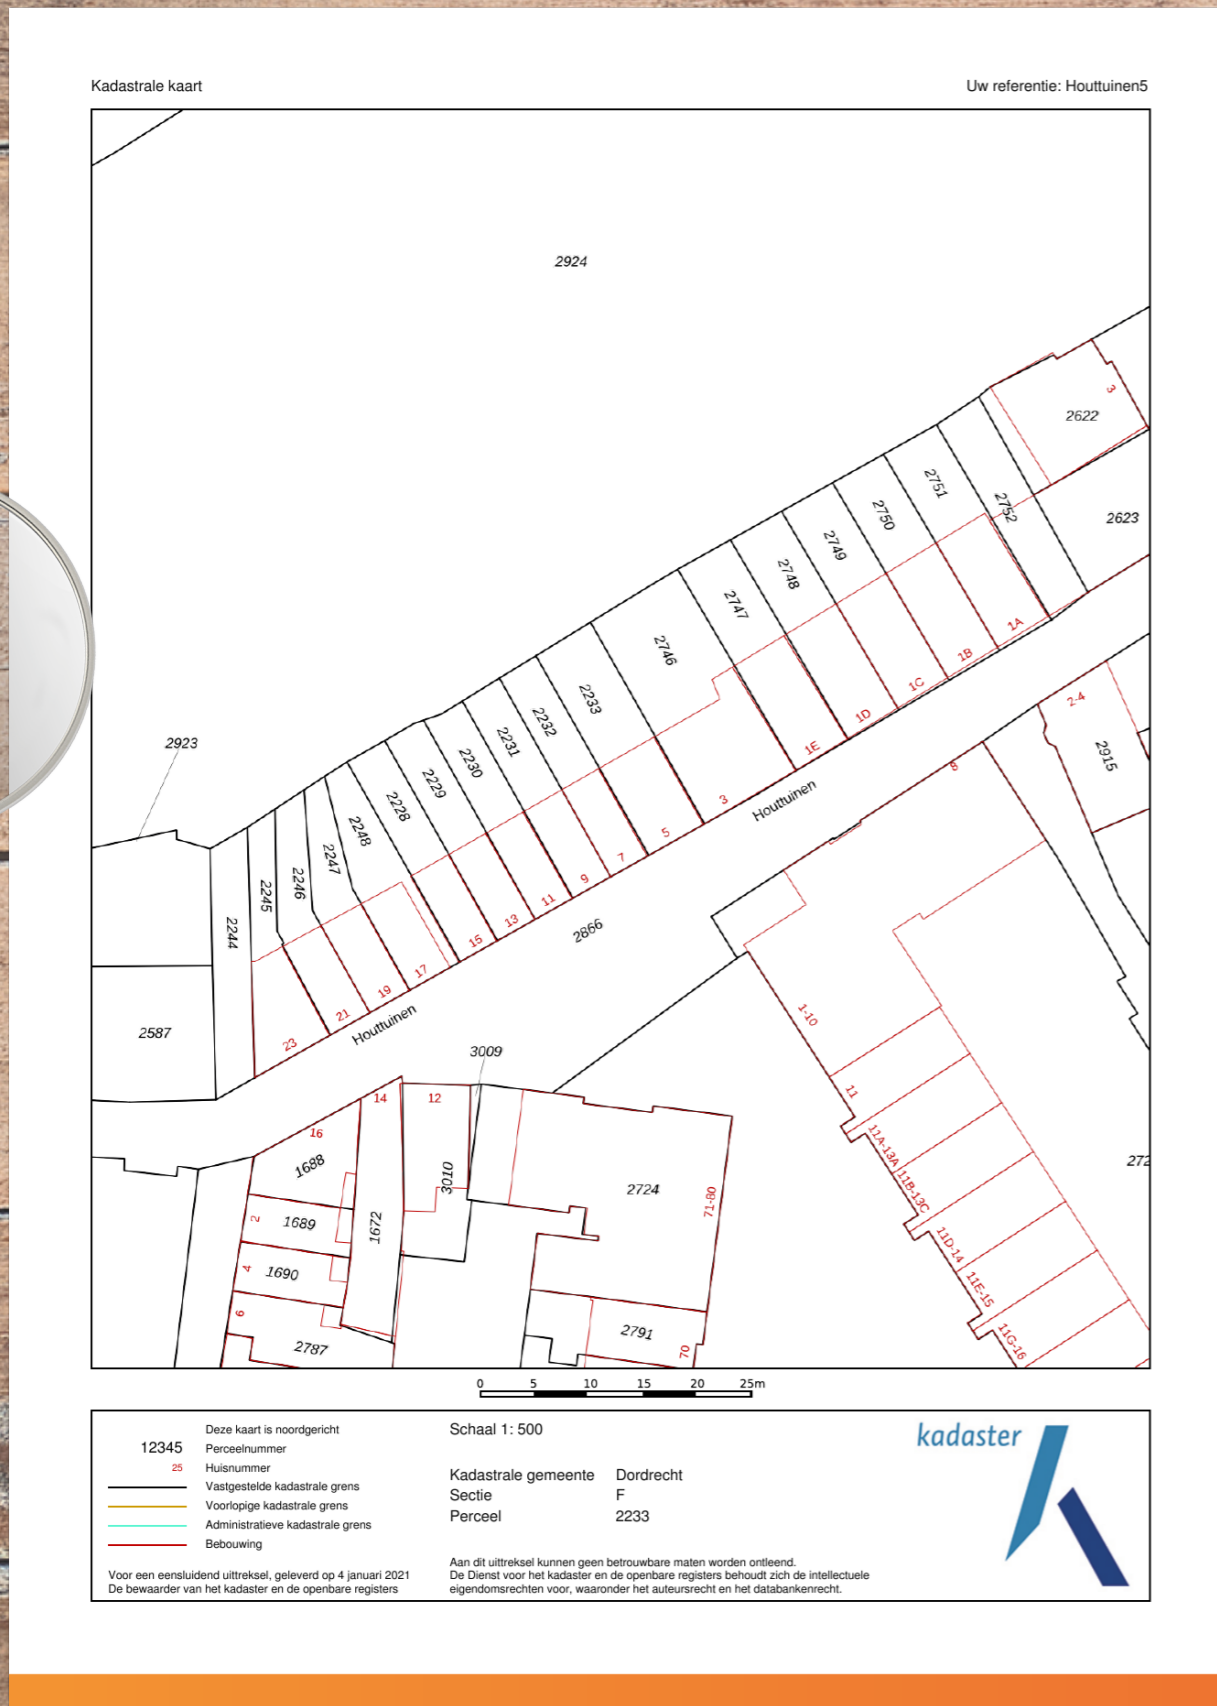 Kadastrale kaart
Uw referentie: Houttuinen5
2924
3
2622
2623
2752
2751
2750
2749
2748
2747
2746
2233
2232
2231
2230
2229
2228
2248
2247
2246
2245
2244
2923
2587
1A
1B
1C
1D
1E
3
5
7
9
11
13
15
17
19
21
23
Houttuinen
Houttuinen
2866
2-4
2915
8
3009
14
12
16
1688
3010
2
1689
1672
4
1690
6
2787
2724
71-80
2791
70
1-10
11
11A-13A
11B-13C
11D-14
11E-15
11G-16
272
0 5 10 15 20 25m
Deze kaart is noordgericht
12345 Perceelnummer
25 Huisnummer
Vastgestelde kadastrale grens
Voorlopige kadastrale grens
Administratieve kadastrale grens
Bebouwing
Voor een eensluidend uittreksel, geleverd op 4 januari 2021
De bewaarder van het kadaster en de openbare registers
Schaal 1: 500
Kadastrale gemeente Dordrecht
Sectie F
Perceel 2233
Aan dit uittreksel kunnen geen betrouwbare maten worden ontleend.
De Dienst voor het kadaster en de openbare registers behoudt zich de intellectuele
eigendomsrechten voor, waaronder het auteursrecht en het databankenrecht.
kadaster